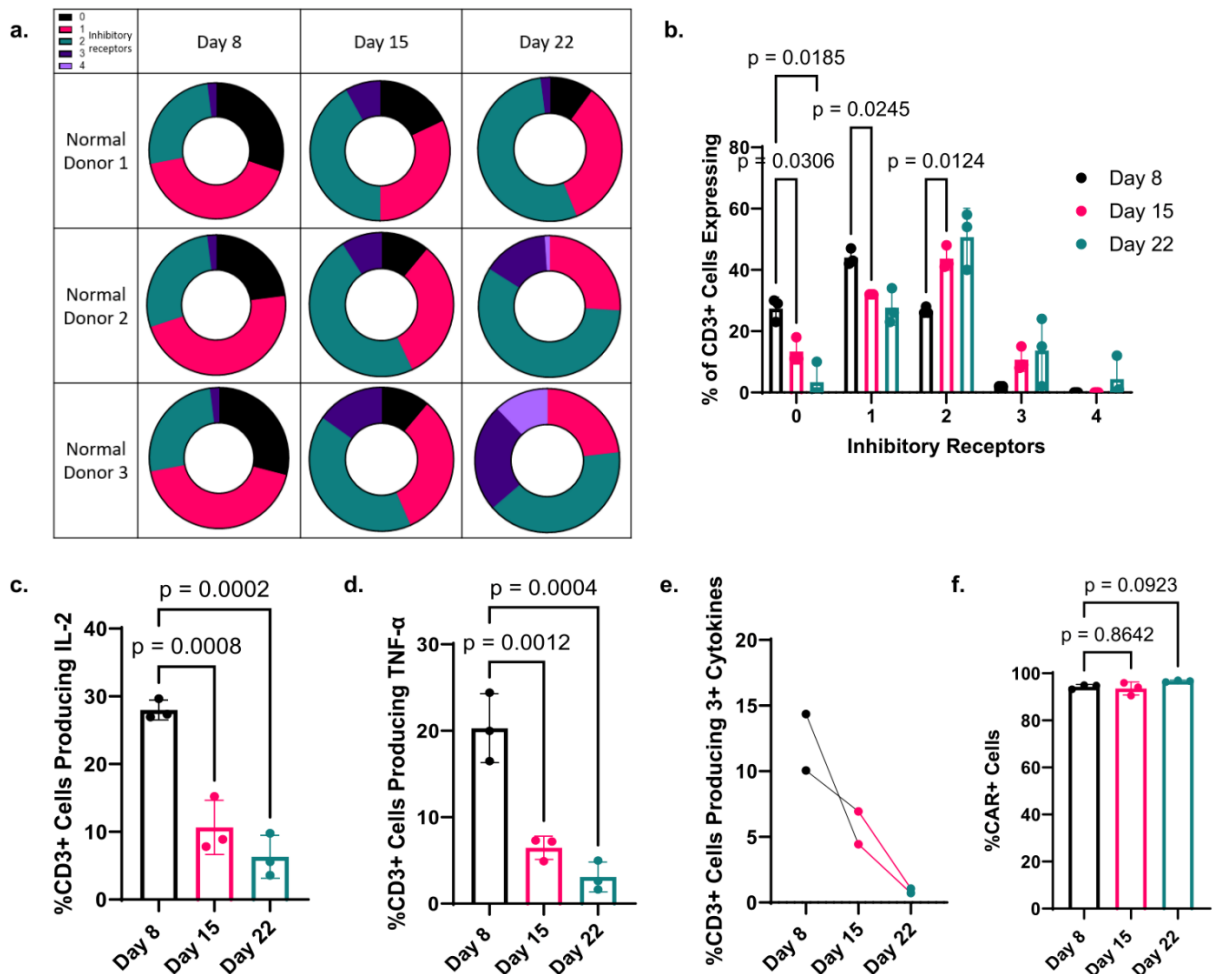 a.
0
1
2
3
4
Inhibitory
receptors
Day 8
Day 15
Day 22
Normal
Donor 1
Normal
Donor 2
Normal
Donor 3
b.
p = 0.0185
p = 0.0245
p = 0.0306
p = 0.0124
Day 8
Day 15
Day 22
% of CD3+ Cells Expressing
80
60
40
20
0
0 1 2 3 4
Inhibitory Receptors
c.
p = 0.0002
p = 0.0008
%CD3+ Cells Producing IL-2
40
30
20
10
0
Day 8
Day 15
Day 22
d.
p = 0.0004
p = 0.0012
%CD3+ Cells Producing TNF-α
30
20
10
0
Day 8
Day 15
Day 22
e.
%CD3+ Cells Producing 3+ Cytokines
20
15
10
5
0
Day 8
Day 15
Day 22
f.
p = 0.0923
p = 0.8642
%CAR+ Cells
100
80
60
40
20
0
Day 8
Day 15
Day 22